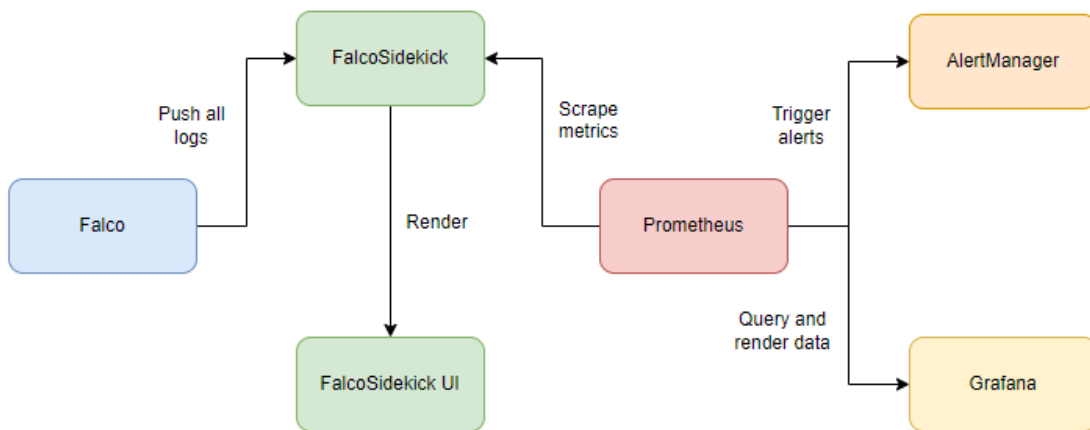 FalcoSidekick
AlertManager
Push all
logs
Scrape
metrics
Trigger
alerts
Falco
Render
Prometheus
Query and
render data
FalcoSidekick UI
Grafana